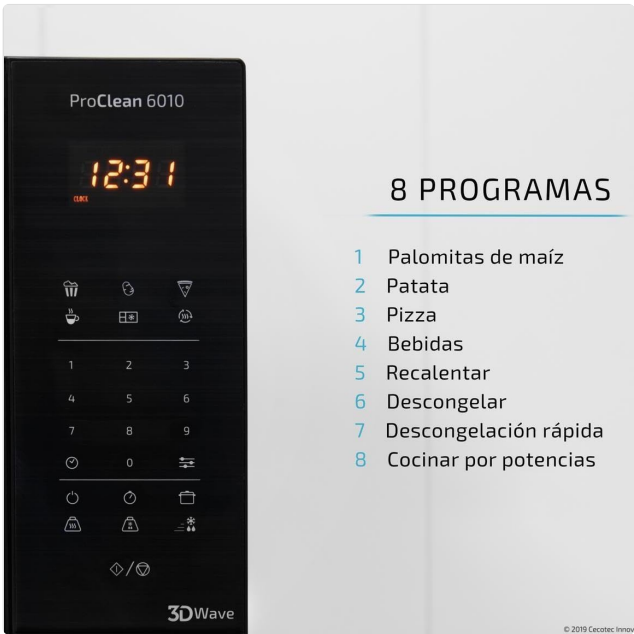 ProClean 6010
12:31
CLOCK
1 2 3
4 5 6
7 8 9
0
3DWave
8 PROGRAMAS
1 Palomitas de maíz
2 Patata
3 Pizza
4 Bebidas
5 Recalentar
6 Descongelar
7 Descongelación rápida
8 Cocinar por potencias
© 2019 Cecotec Innov